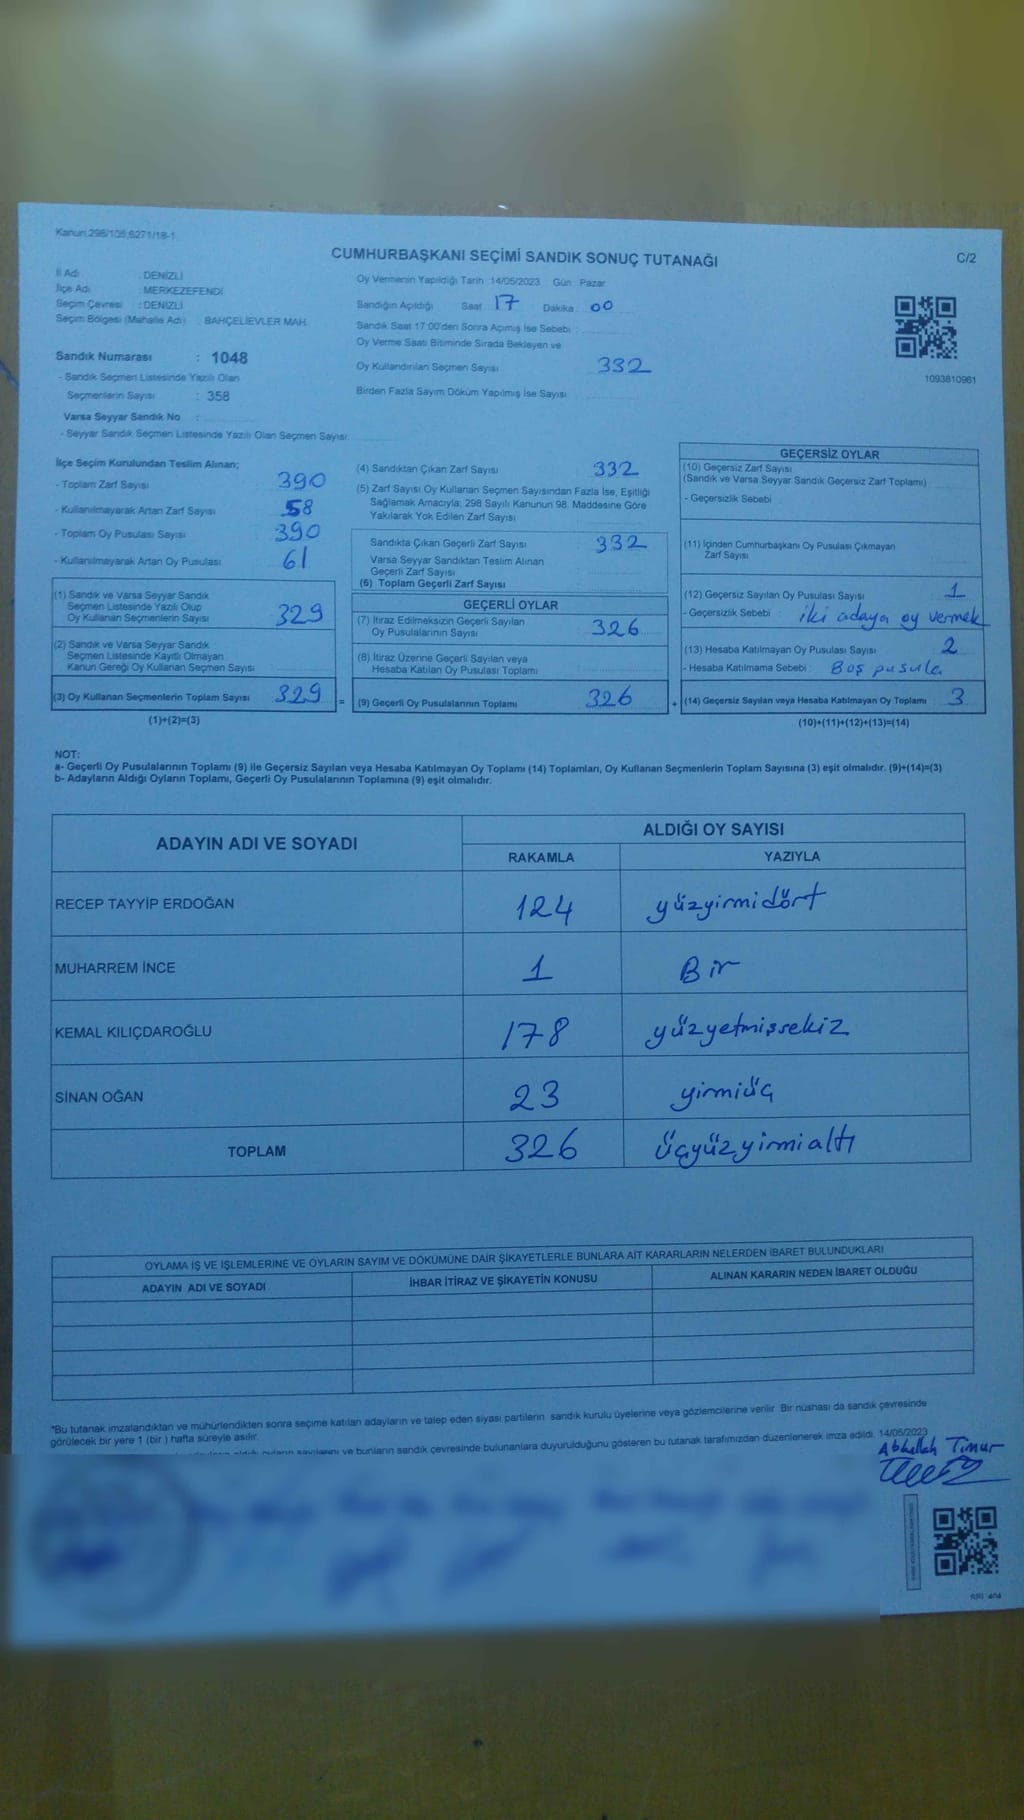 Kanun:298/105,6271/18-1
CUMHURBAŞKANI SEÇİMİ SANDIK SONUÇ TUTANAĞI
C/2
İl Adı : DENİZLİ
İlçe Adı : MERKEZEFENDİ
Seçim Çevresi : DENİZLİ
Seçim Bölgesi (Mahalle Adı) : BAHÇELİEVLER MAH.
Sandık Numarası : 1048
- Sandık Seçmen Listesinde Yazılı Olan
Seçmenlerin Sayısı : 358
Varsa Seyyar Sandık No :
- Seyyar Sandık Seçmen Listesinde Yazılı Olan Seçmen Sayısı:
Oy Vermenin Yapıldığı Tarih : 14/05/2023 Gün : Pazar
Sandığın Açıldığı Saat : 17 Dakika : 00
Sandık Saat 17:00'den Sonra Açımış İse Sebebi :
Oy Verme Saati Bitiminde Sırada Bekleyen ve
Oy Kullandırılan Seçmen Sayısı 332
Birden Fazla Sayım Döküm Yapılmış İse Sayısı
1093810961
İlçe Seçim Kurulundan Teslim Alınan;
- Toplam Zarf Sayısı 390
- Kullanılmayarak Artan Zarf Sayısı 58
- Toplam Oy Pusulası Sayısı 390
- Kullanılmayarak Artan Oy Pusulası 61
(1) Sandık ve Varsa Seyyar Sandık
Seçmen Listesinde Yazılı Olup
Oy Kullanan Seçmenlerin Sayısı 329
(2) Sandık ve Varsa Seyyar Sandık
Seçmen Listesinde Kayıtlı Olmayan
Kanun Gereği Oy Kullanan Seçmen Sayısı
(3) Oy Kullanan Seçmenlerin Toplam Sayısı 329 =
(1)+(2)=(3)
(4) Sandıktan Çıkan Zarf Sayısı 332
(5) Zarf Sayısı Oy Kullanan Seçmen Sayısından Fazla İse, Eşitliği
Sağlamak Amacıyla; 298 Sayılı Kanunun 98. Maddesine Göre
Yakılarak Yok Edilen Zarf Sayısı
Sandıkta Çıkan Geçerli Zarf Sayısı 332
Varsa Seyyar Sandıktan Teslim Alınan
Geçerli Zarf Sayısı
(6) Toplam Geçerli Zarf Sayısı
GEÇERLİ OYLAR
(7) İtiraz Edilmeksizin Geçerli Sayılan
Oy Pusulalarının Sayısı 326
(8) İtiraz Üzerine Geçerli Sayılan veya
Hesaba Katılan Oy Pusulası Toplamı
(9) Geçerli Oy Pusulalarının Toplamı 326 +
GEÇERSİZ OYLAR
(10) Geçersiz Zarf Sayısı
(Sandık ve Varsa Seyyar Sandık Geçersiz Zarf Toplamı)
- Geçersizlik Sebebi :
(11) İçinden Cumhurbaşkanı Oy Pusulası Çıkmayan
Zarf Sayısı
(12) Geçersiz Sayılan Oy Pusulası Sayısı 1
- Geçersizlik Sebebi : iki adaya oy vermek
(13) Hesaba Katılmayan Oy Pusulası Sayısı 2
- Hesaba Katılmama Sebebi : Boş pusula
(14) Geçersiz Sayılan veya Hesaba Katılmayan Oy Toplamı 3
(10)+(11)+(12)+(13)=(14)
NOT:
a- Geçerli Oy Pusulalarının Toplamı (9) ile Geçersiz Sayılan veya Hesaba Katılmayan Oy Toplamı (14) Toplamları, Oy Kullanan Seçmenlerin Toplam Sayısına (3) eşit olmalıdır. (9)+(14)=(3)
b- Adayların Aldığı Oyların Toplamı, Geçerli Oy Pusulalarının Toplamına (9) eşit olmalıdır.
ADAYIN ADI VE SOYADI
ALDIĞI OY SAYISI
RAKAMLA YAZIYLA
RECEP TAYYİP ERDOĞAN 124 yüzyirmidört
MUHARREM İNCE 1 Bir
KEMAL KILIÇDAROĞLU 178 yüzyetmişsekiz
SİNAN OĞAN 23 yirmiüç
TOPLAM 326 üçyüzyirmialtı
OYLAMA İŞ VE İŞLEMLERİNE VE OYLARIN SAYIM VE DÖKÜMÜNE DAİR ŞİKAYETLERLE BUNLARA AİT KARARLARIN NELERDEN İBARET BULUNDUKLARI
ADAYIN ADI VE SOYADI İHBAR İTİRAZ VE ŞİKAYETİN KONUSU ALINAN KARARIN NEDEN İBARET OLDUĞU
*Bu tutanak imzalandıktan ve mühürlendikten sonra seçime katılan adayların ve talep eden siyasi partilerin sandık kurulu üyelerine veya gözlemcilerine verilir. Bir nüshası da sandık çevresinde
görülecek bir yere 1 (bir ) hafta süreyle asılır.
oyların sayılarını ve bunların sandık çevresinde bulunanlara duyurulduğunu gösteren bu tutanak tarafımızdan düzenlenerek imza edildi. 14/05/2023
Abdullah Timur